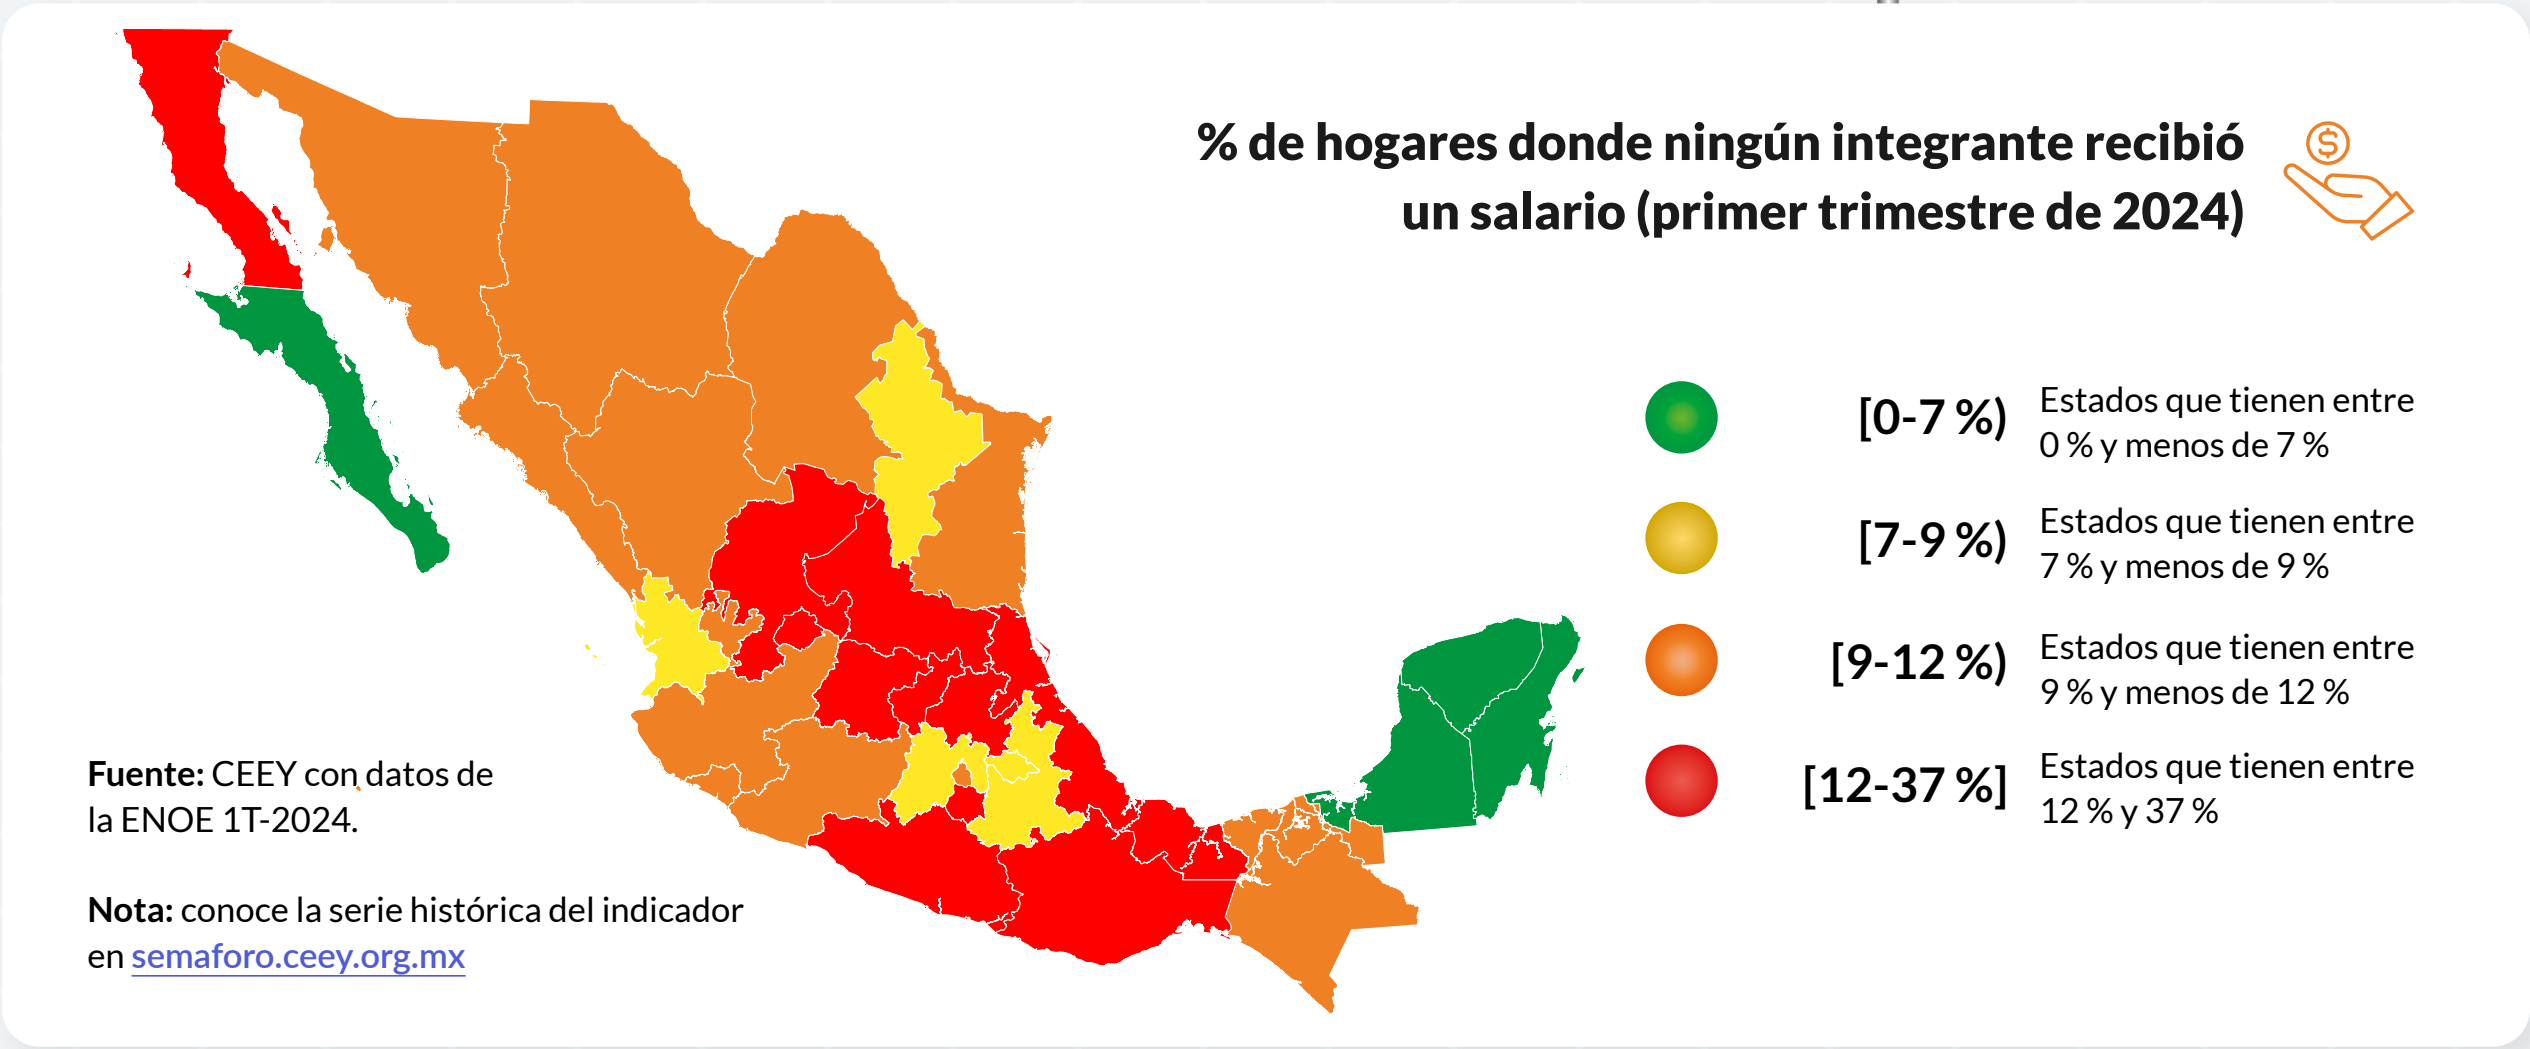 % de hogares donde ningún integrante recibió
un salario (primer trimestre de 2024)
$
[0-7 %)
Estados que tienen entre
0 % y menos de 7 %
[7-9 %)
Estados que tienen entre
7 % y menos de 9 %
[9-12 %)
Estados que tienen entre
9 % y menos de 12 %
[12-37 %]
Estados que tienen entre
12 % y 37 %
Fuente: CEEY con datos de
la ENOE 1T-2024.
Nota: conoce la serie histórica del indicador
en semaforo.ceey.org.mx